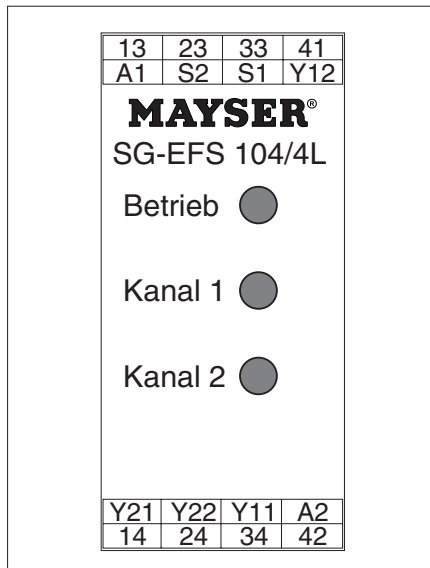 13 23 33 41
A1 S2 S1 Y12
MAYSER®
SG-EFS 104/4L
Betrieb
Kanal 1
Kanal 2
Y21 Y22 Y11 A2
14 24 34 42